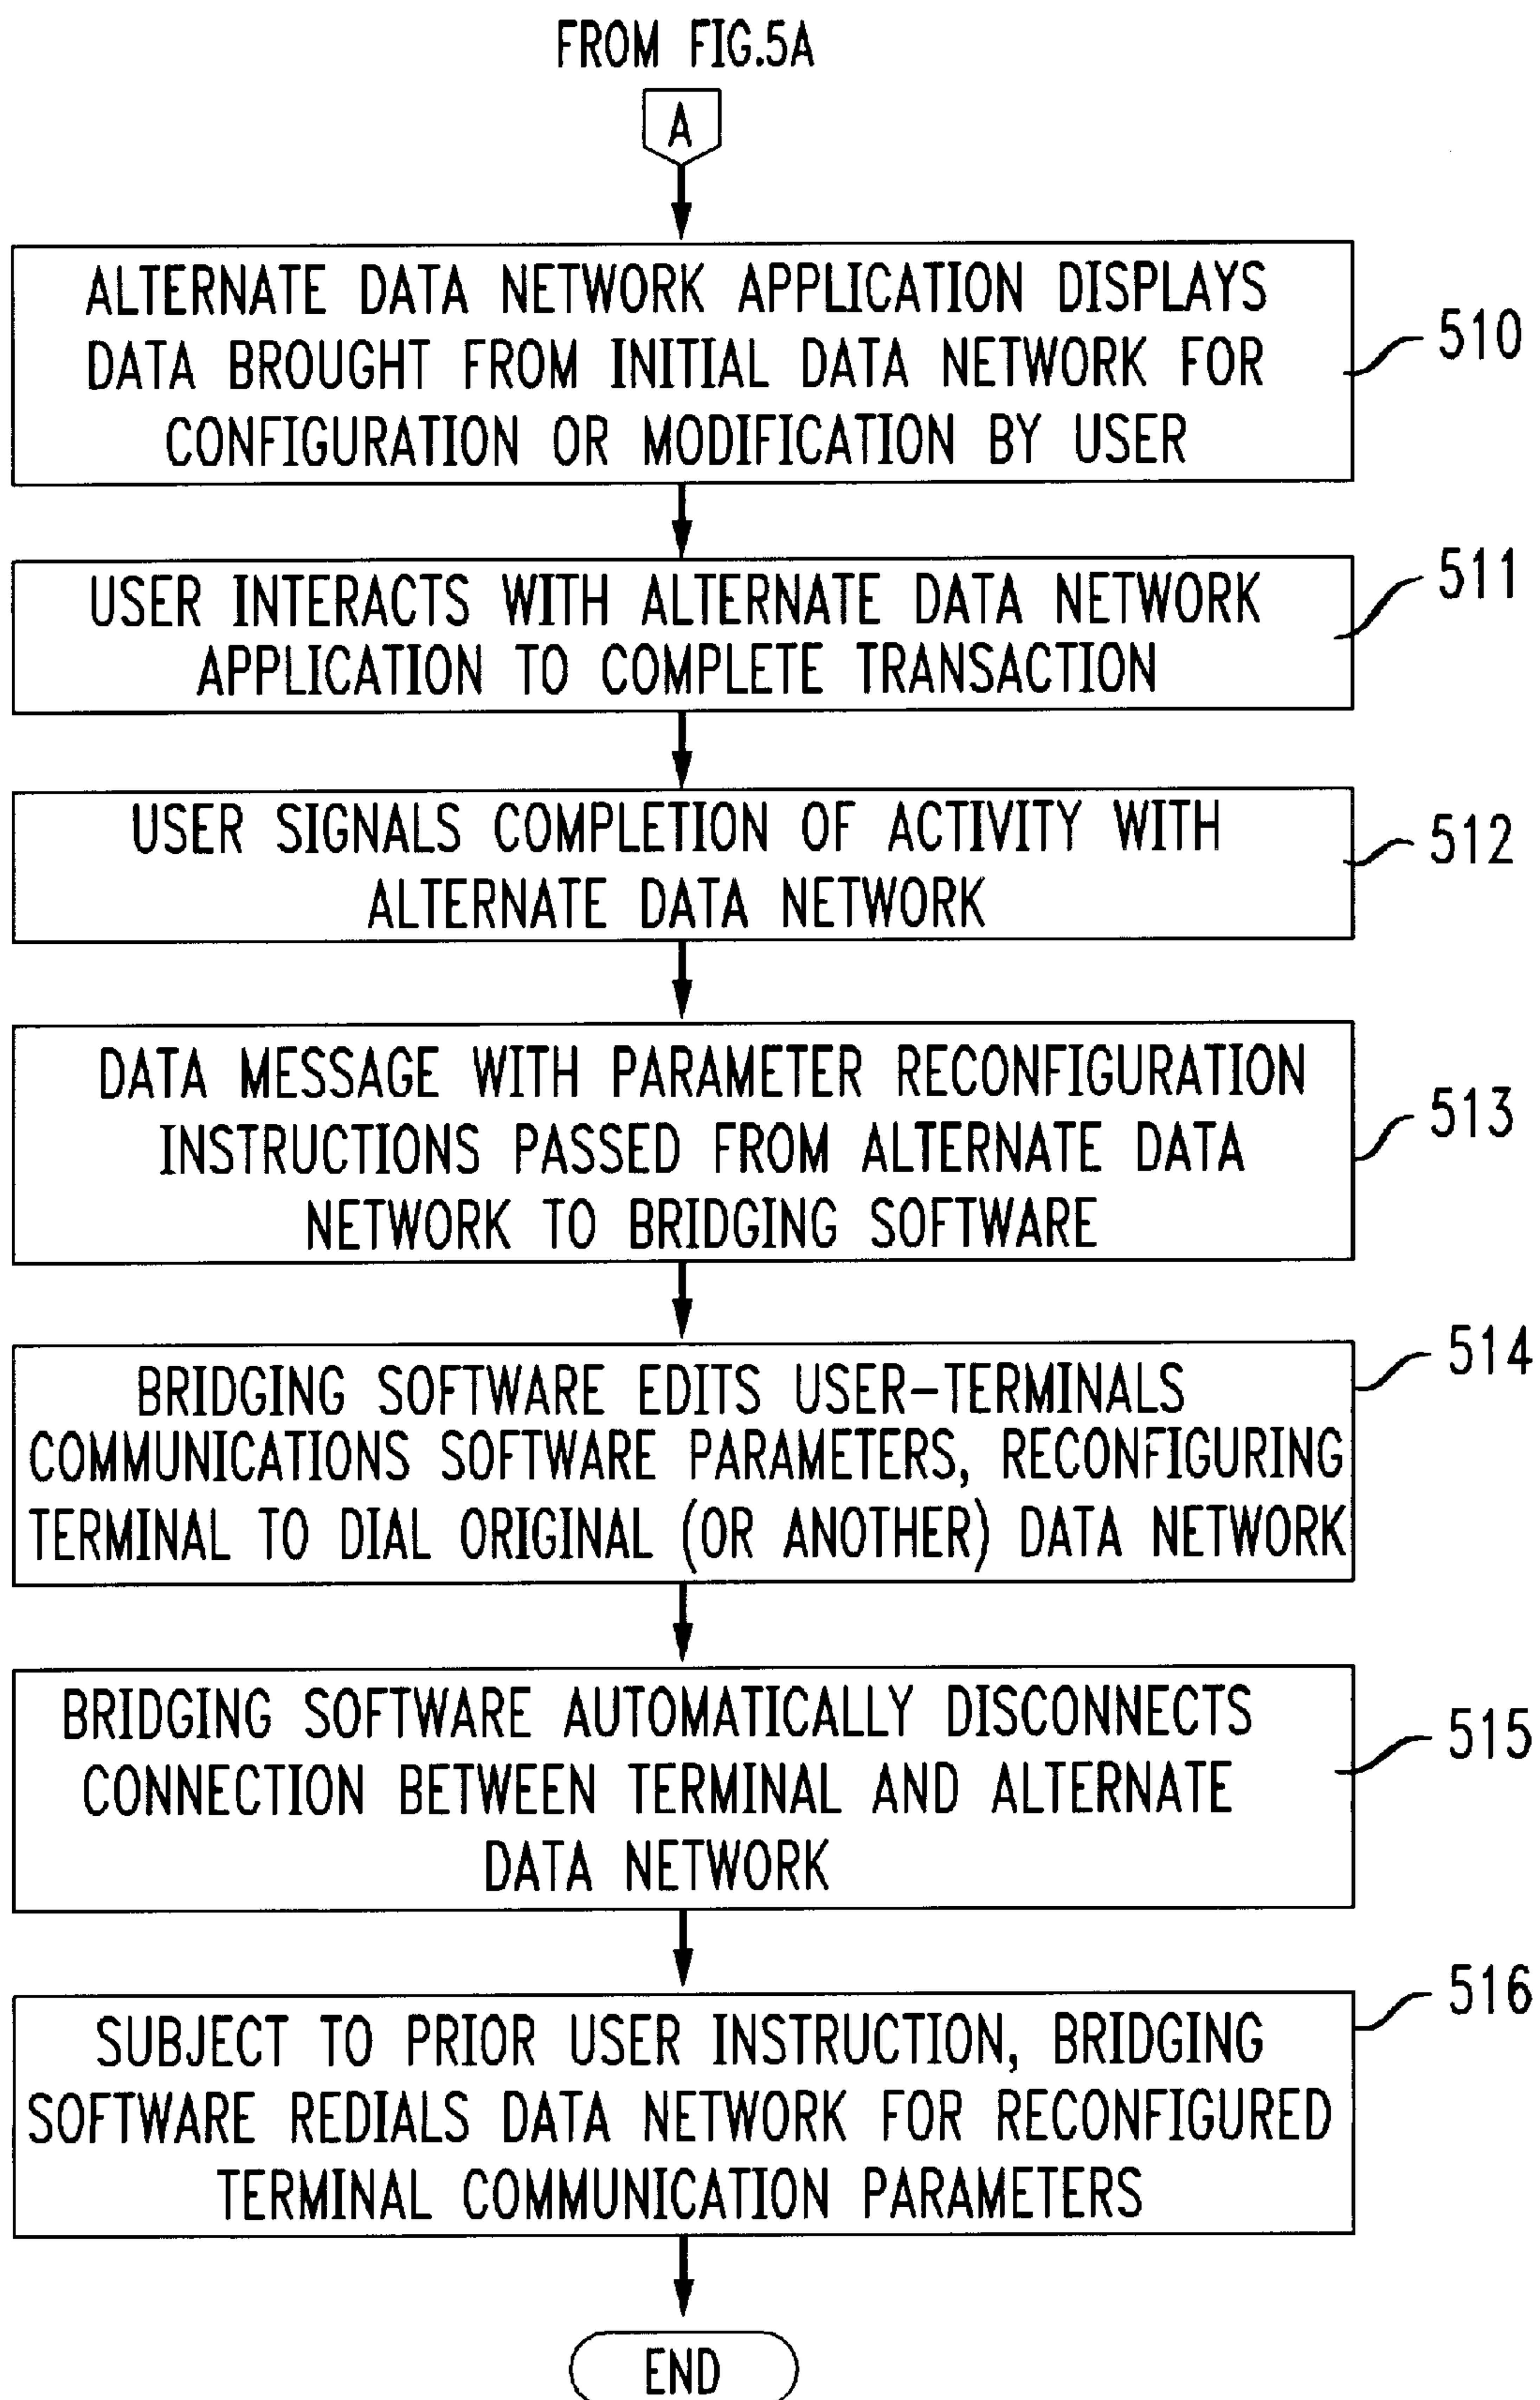 FROM FIG.5A
A
ALTERNATE DATA NETWORK APPLICATION DISPLAYS
DATA BROUGHT FROM INITIAL DATA NETWORK FOR
CONFIGURATION OR MODIFICATION BY USER
510
USER INTERACTS WITH ALTERNATE DATA NETWORK
APPLICATION TO COMPLETE TRANSACTION
511
USER SIGNALS COMPLETION OF ACTIVITY WITH
ALTERNATE DATA NETWORK
512
DATA MESSAGE WITH PARAMETER RECONFIGURATION
INSTRUCTIONS PASSED FROM ALTERNATE DATA
NETWORK TO BRIDGING SOFTWARE
513
BRIDGING SOFTWARE EDITS USER-TERMINALS
COMMUNICATIONS SOFTWARE PARAMETERS, RECONFIGURING
TERMINAL TO DIAL ORIGINAL (OR ANOTHER) DATA NETWORK
514
BRIDGING SOFTWARE AUTOMATICALLY DISCONNECTS
CONNECTION BETWEEN TERMINAL AND ALTERNATE
DATA NETWORK
515
SUBJECT TO PRIOR USER INSTRUCTION, BRIDGING
SOFTWARE REDIALS DATA NETWORK FOR RECONFIGURED
TERMINAL COMMUNICATION PARAMETERS
516
END